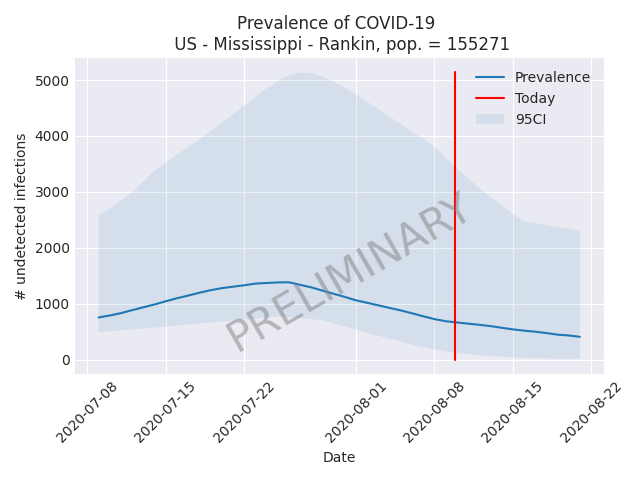 Prevalence of COVID-19
US - Mississippi - Rankin, pop. = 155271
Prevalence
Today
95CI
5000
4000
3000
2000
1000
0
# undetected infections
PRELIMINARY
2020-07-08
2020-07-15
2020-07-22
2020-08-01
2020-08-08
2020-08-15
2020-08-22
Date